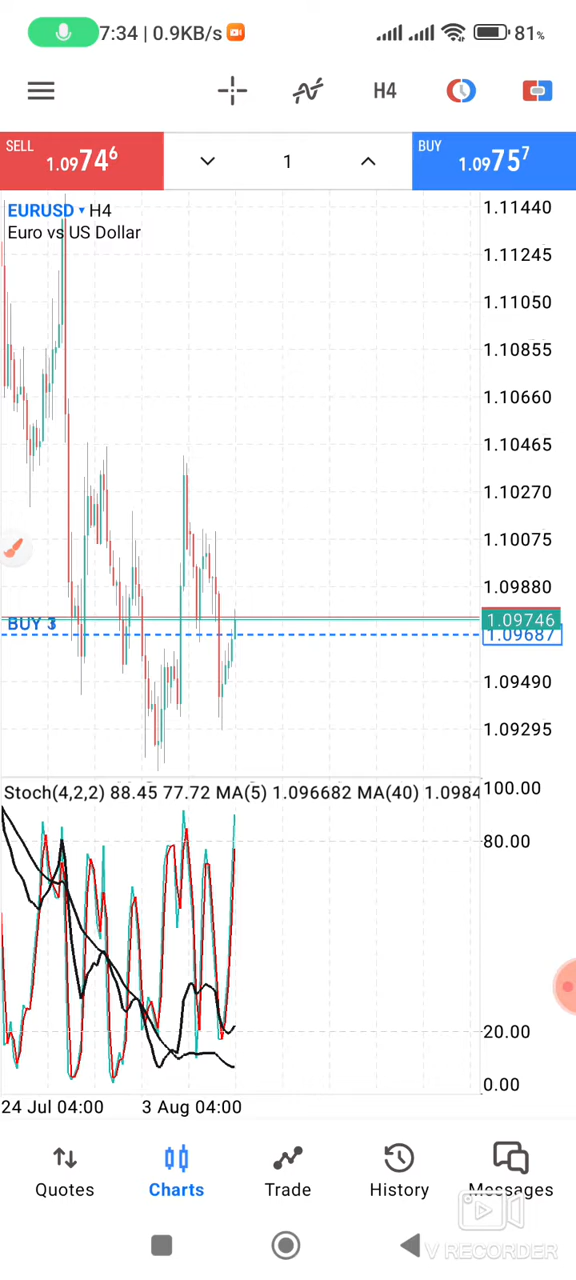 7:34 | 0.9KB/s 81%
H4
SELL
1.09746
1
BUY
1.09757
EURUSD H4
Euro vs US Dollar
1.11440
1.11245
1.11050
1.10855
1.10660
1.10465
1.10270
1.10075
1.09880
BUY 3
1.09746
1.09687
1.09490
1.09295
Stoch(4,2,2) 88.45 77.72 MA(5) 1.096682 MA(40) 1.0984
100.00
80.00
20.00
0.00
24 Jul 04:00 3 Aug 04:00
Quotes Charts Trade History Messages
V RECORDER